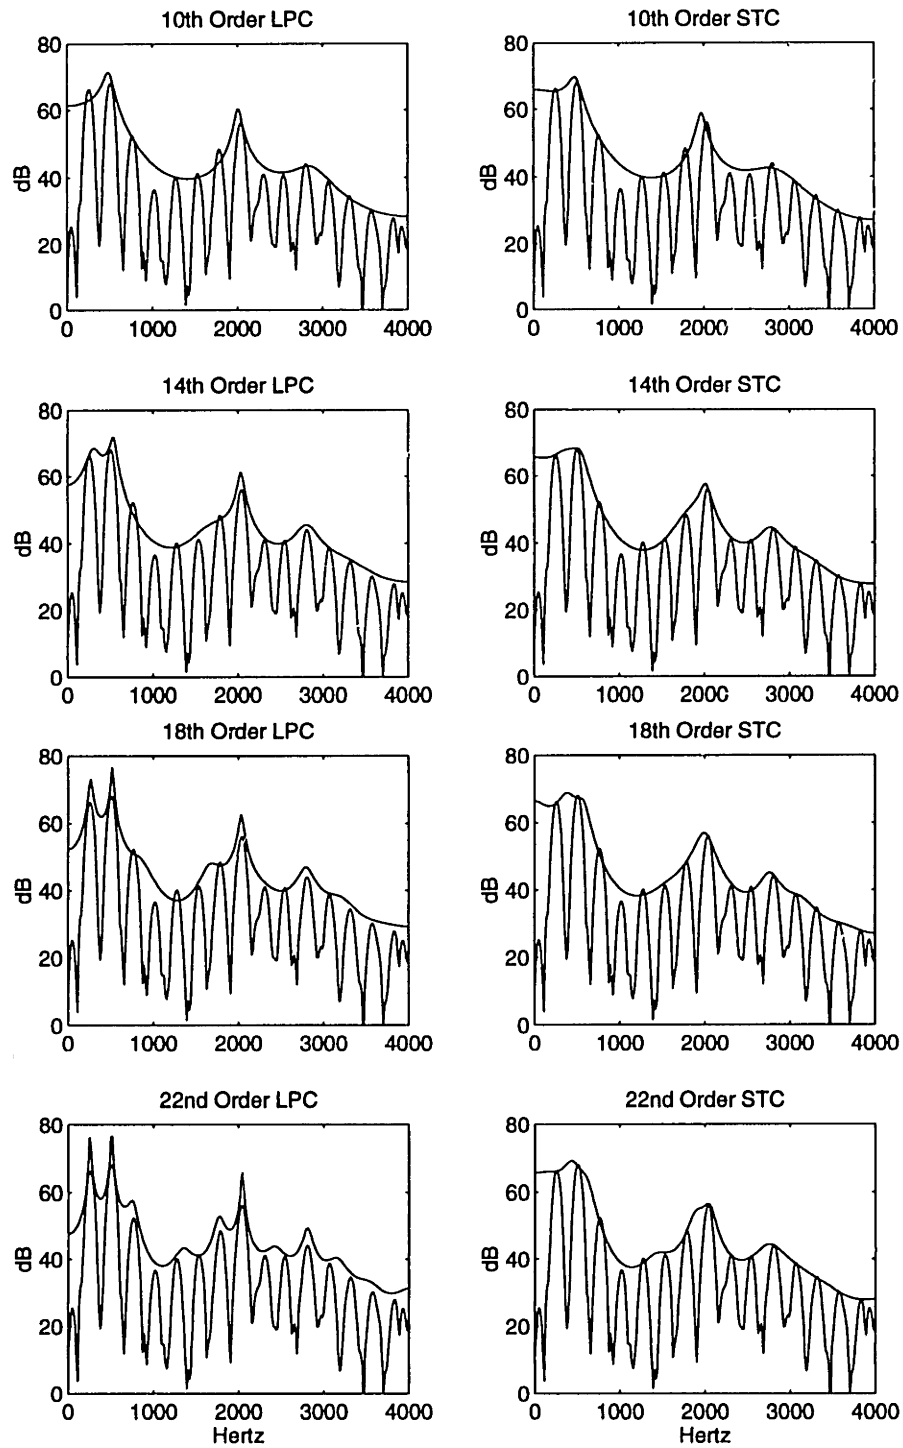 10th Order LPC
80
60
40
20
0
dB
0 1000 2000 3000 4000
10th Order STC
80
60
40
20
0
dB
0 1000 2000 3000 4000
14th Order LPC
80
60
40
20
0
dB
0 1000 2000 3000 4000
14th Order STC
80
60
40
20
0
dB
0 1000 2000 3000 4000
18th Order LPC
80
60
40
20
0
dB
0 1000 2000 3000 4000
18th Order STC
80
60
40
20
0
dB
0 1000 2000 3000 4000
22nd Order LPC
80
60
40
20
0
dB
0 1000 2000 3000 4000
Hertz
22nd Order STC
80
60
40
20
0
dB
0 1000 2000 3000 4000
Hertz